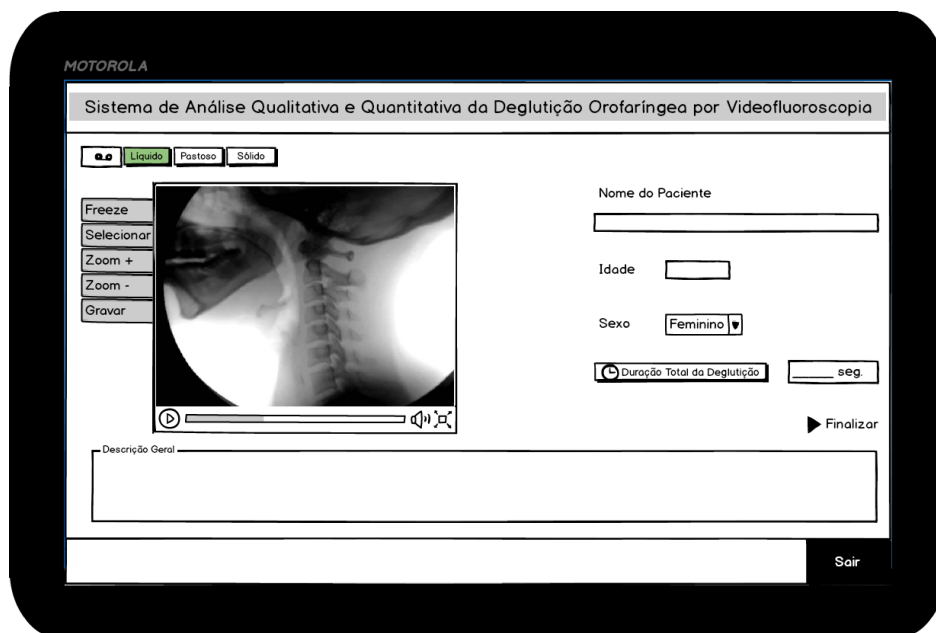 MOTOROLA
Sistema de Análise Qualitativa e Quantitativa da Deglutição Orofaríngea por Videofluoroscopia
Líquido
Pastoso
Sólido
Freeze
Selecionar
Zoom +
Zoom -
Gravar
Nome do Paciente
Idade
Sexo
Feminino
Duração Total da Deglutição
_____ seg.
Finalizar
Descrição Geral
Sair